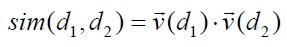 sim(d₁,d₂) = v⃗(d₁)·v⃗(d₂)